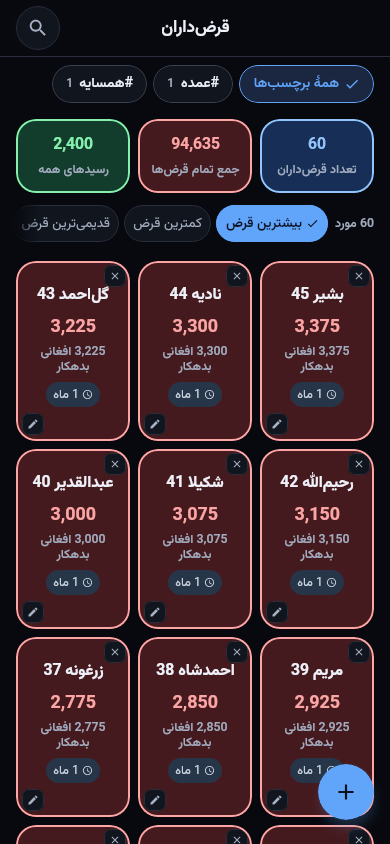 قرض‌داران
همهٔ برچسب‌ها
#عمده 1
#همسایه 1
60
تعداد قرض‌داران
94,635
جمع تمام قرض‌ها
2,400
رسیدهای همه
60 مورد
بیشترین قرض
کمترین قرض
قدیمی‌ترین قرض
بشیر 45
3,375
3,375 افغانی
بدهکار
1 ماه
نادیه 44
3,300
3,300 افغانی
بدهکار
1 ماه
گل‌احمد 43
3,225
3,225 افغانی
بدهکار
1 ماه
رحیم‌الله 42
3,150
3,150 افغانی
بدهکار
1 ماه
شکیلا 41
3,075
3,075 افغانی
بدهکار
1 ماه
عبدالقدیر 40
3,000
3,000 افغانی
بدهکار
1 ماه
مریم 39
2,925
2,925 افغانی
بدهکار
1 ماه
احمدشاه 38
2,850
2,850 افغانی
بدهکار
1 ماه
زرغونه 37
2,775
2,775 افغانی
بدهکار
1 ماه